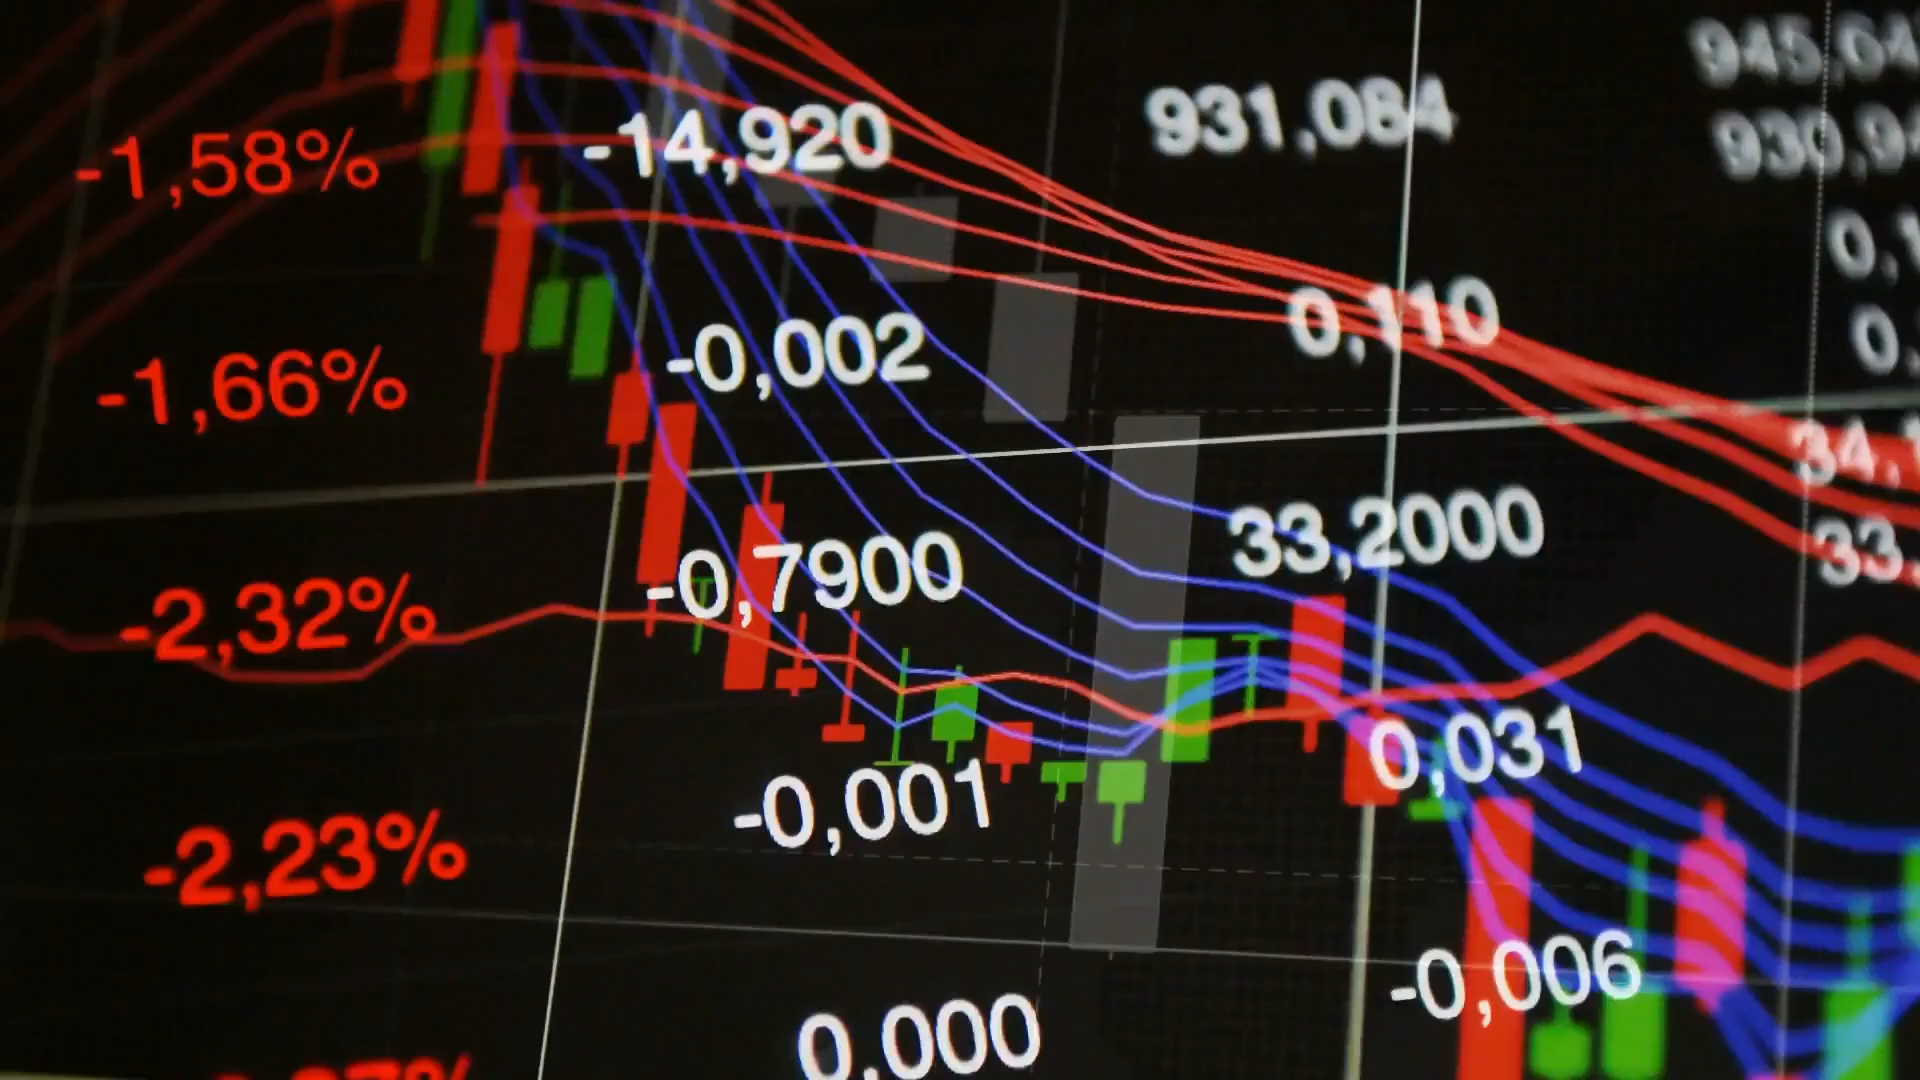 -1,58% -14,920 931,084
-1,66% -0,002 0,110
-2,32% -0,7900 33,2000
-2,23% -0,001 0,031
0,000 -0,006